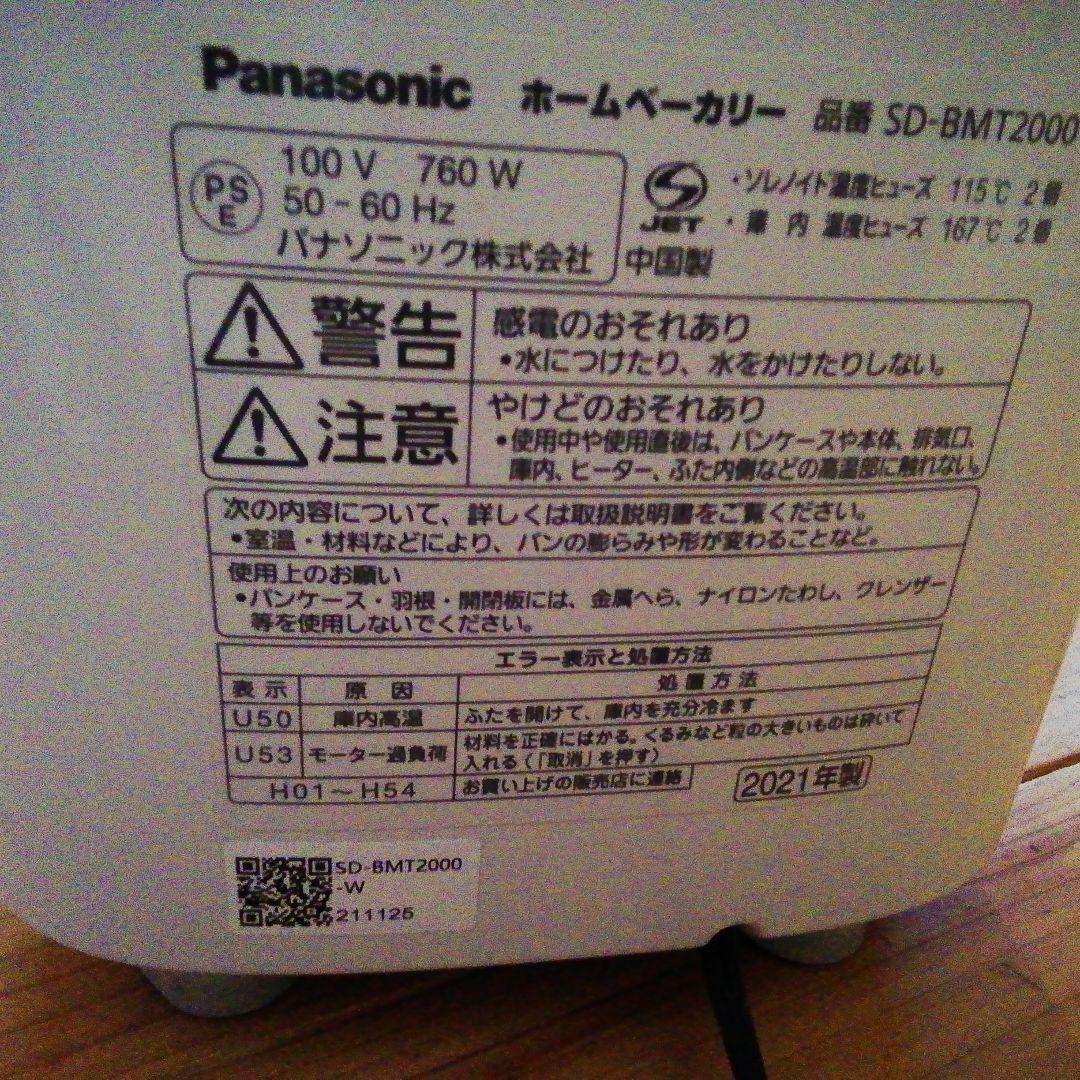 Panasonic ホームベーカリー 品番 SD-BMT2000
PS
E
100 V 760 W
50-60 Hz
パナソニック株式会社
JET
・ソレノイド温度ヒューズ 115℃ 2個
・庫内 温度ヒューズ 167℃ 2個
中国製
警告
感電のおそれあり
•水につけたり、水をかけたりしない。
注意
やけどのおそれあり
•使用中や使用直後は、パンケースや本体、排気口、
庫内、ヒーター、ふた内側などの高温部に触れない。
次の内容について、詳しくは取扱説明書をご覧ください。
•室温・材料などにより、パンの膨らみや形が変わることなど。
使用上のお願い
•パンケース・羽根・開閉板には、金属へら、ナイロンたわし、クレンザー
等を使用しないでください。
エラー表示と処置方法
表示 原因 処置方法
U50 庫内高温 ふたを開けて、庫内を充分冷ます
U53 モーター過負荷 材料を正確にはかる。くるみなど粒の大きいものは砕いて
入れる(「取消」を押す)
H01～H54 お買い上げの販売店に連絡
2021年製
SD-BMT2000
-W
211125